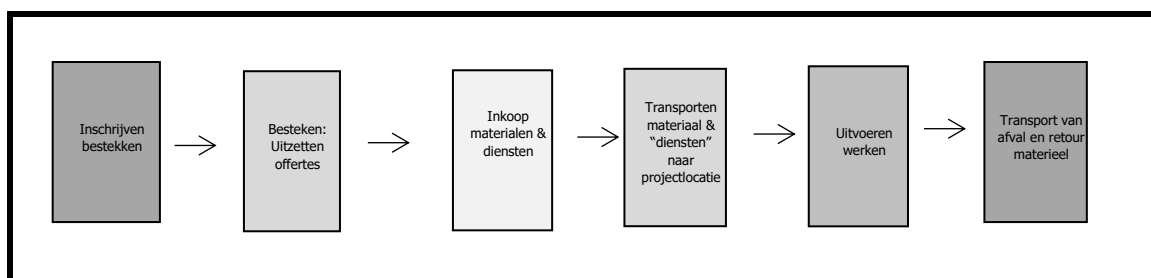 Inschrijven
bestekken
Besteken:
Uitzetten
offertes
Inkoop
materialen &
diensten
Transporten
materiaal &
“diensten”
naar
projectlocatie
Uitvoeren
werken
Transport van
afval en retour
materieel